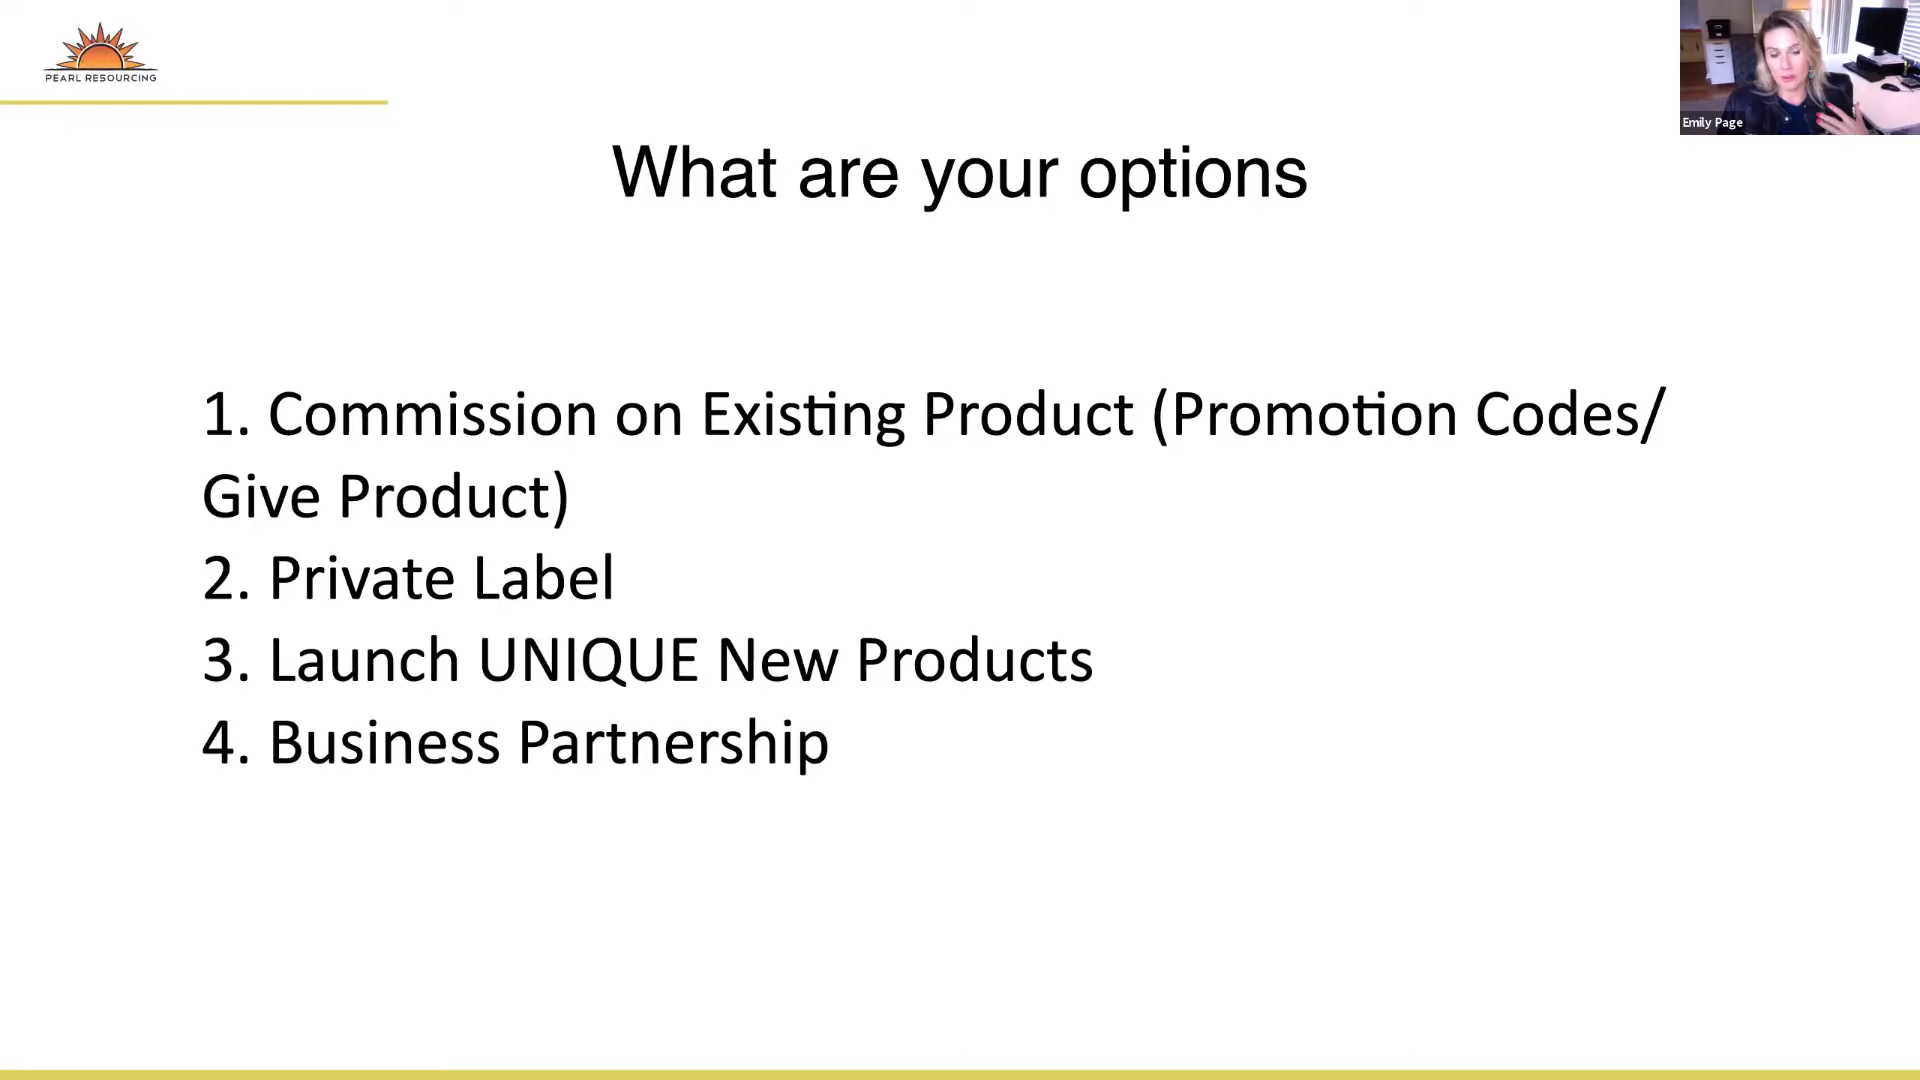 PEARL RESOURCING
Emily Page
What are your options
1. Commission on Existing Product (Promotion Codes/
Give Product)
2. Private Label
3. Launch UNIQUE New Products
4. Business Partnership